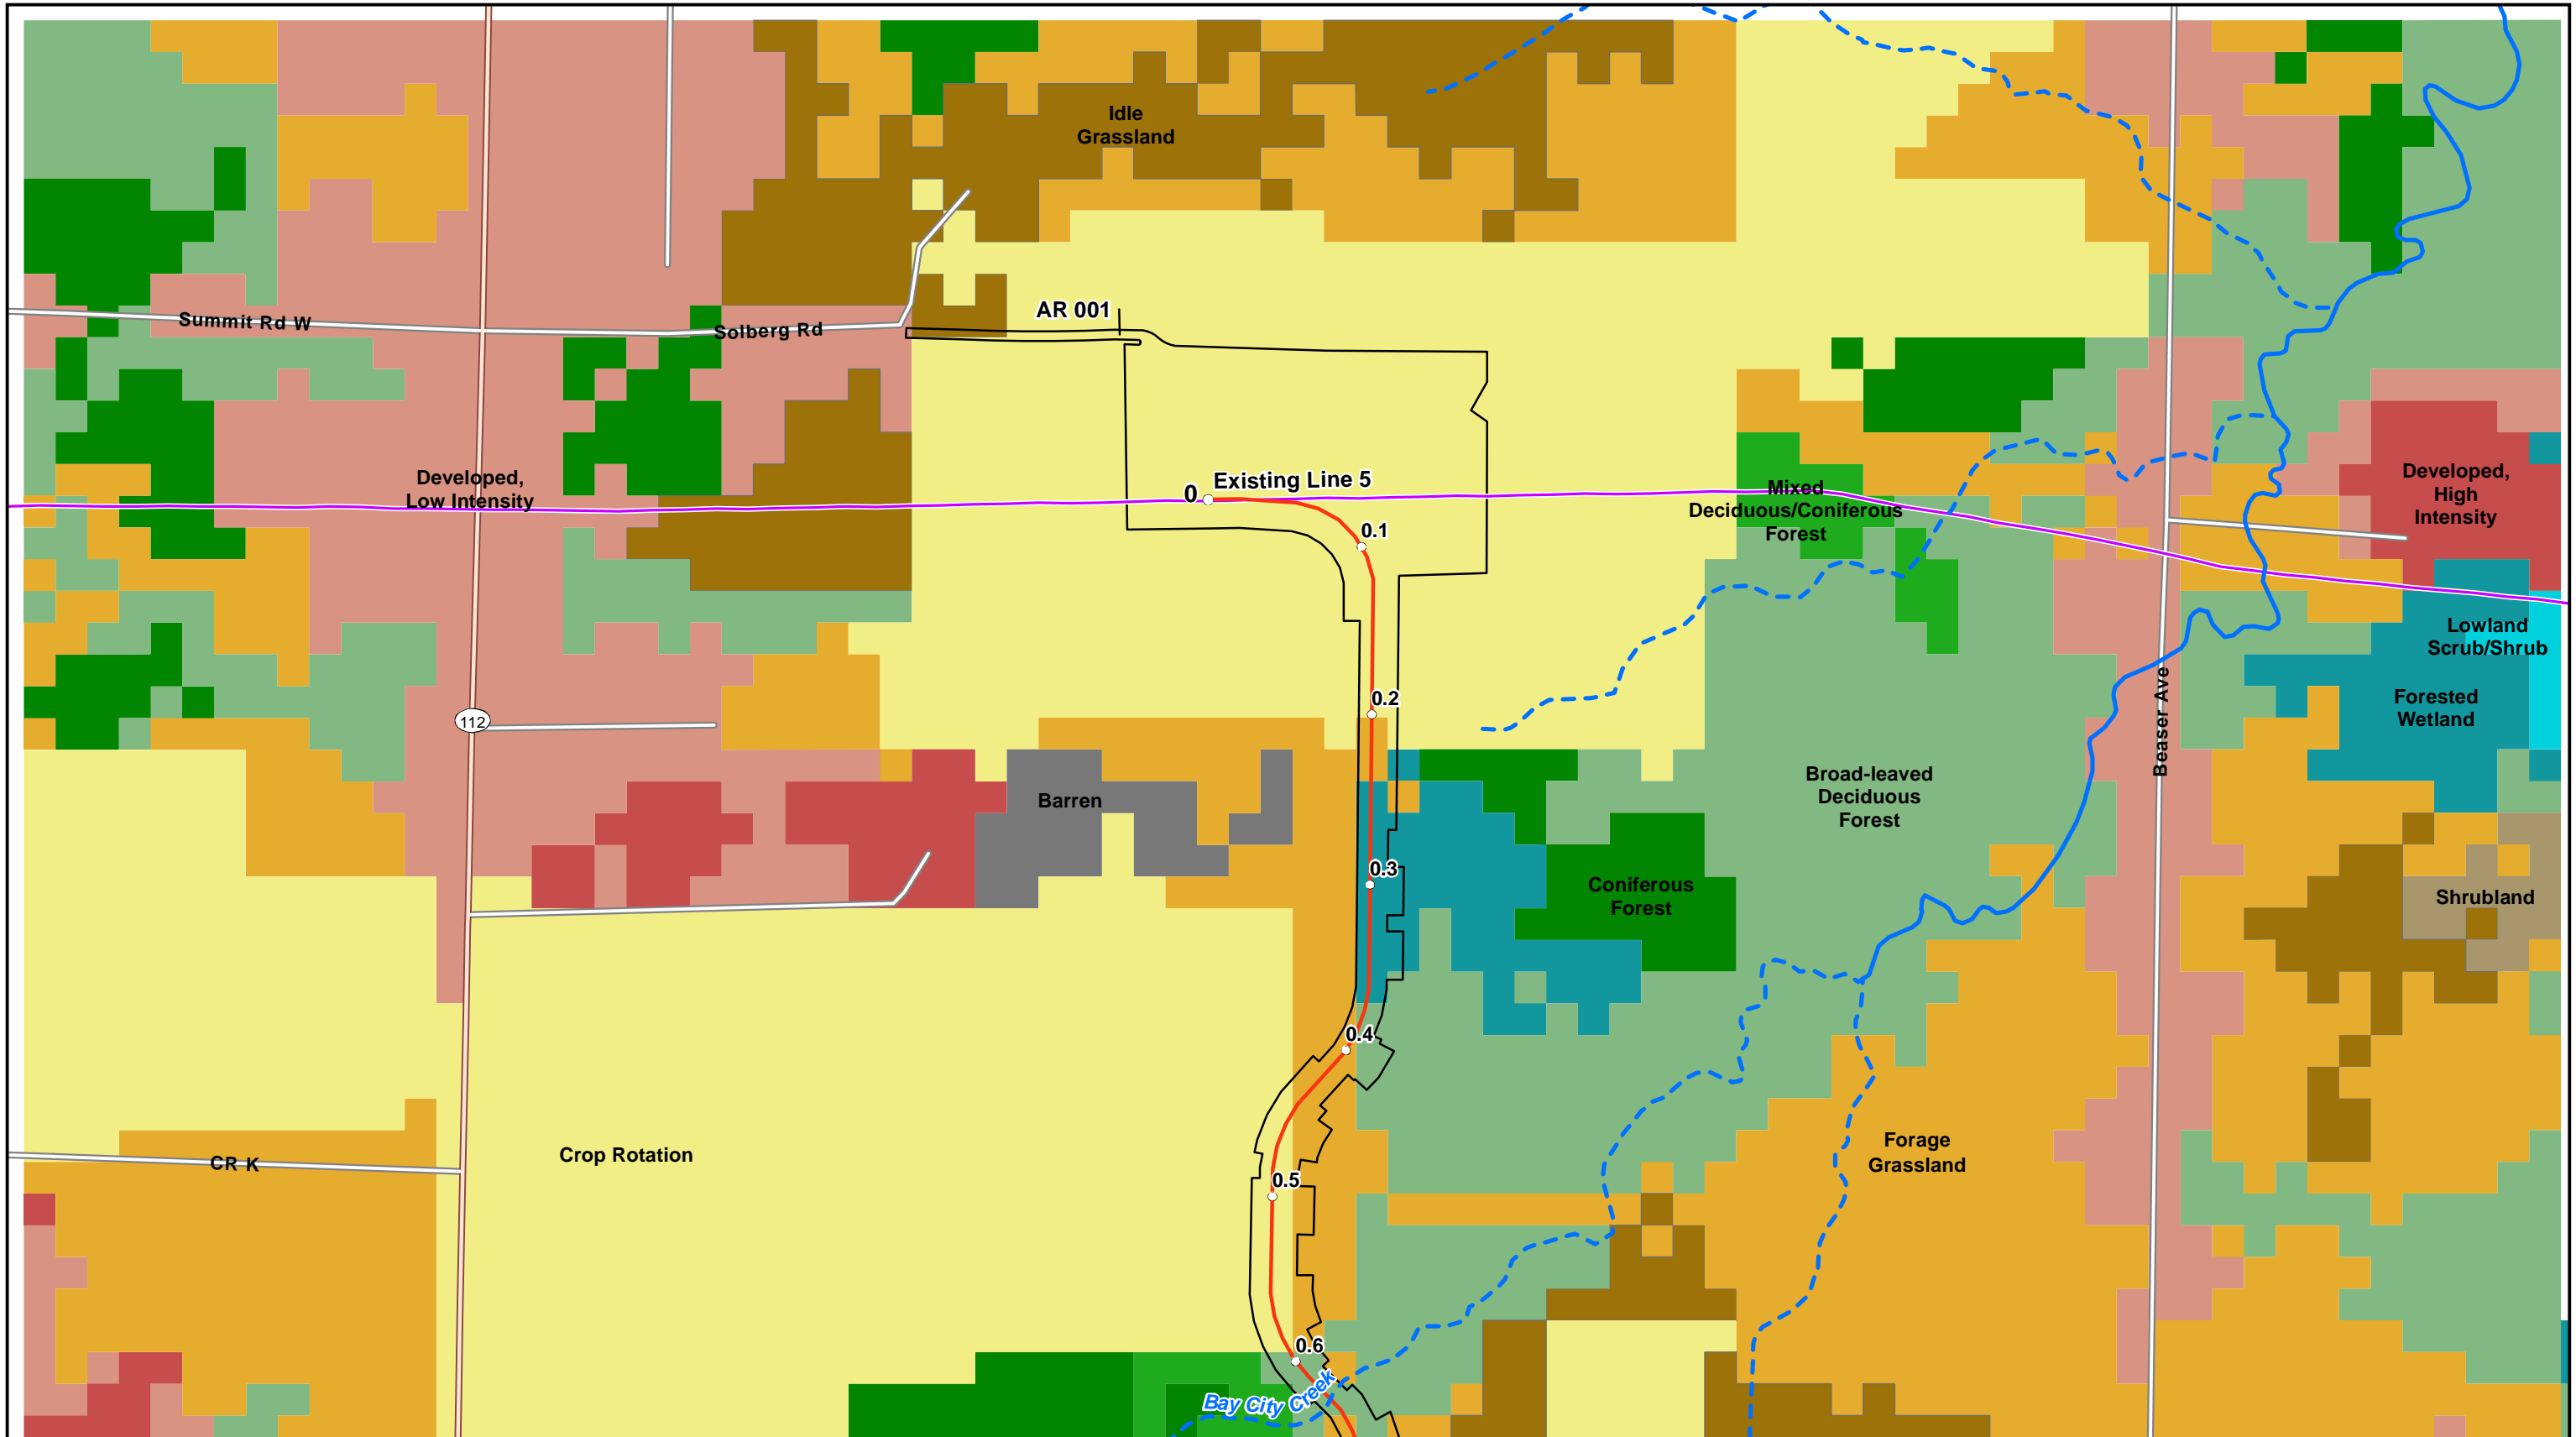 Idle
Grassland
AR 001
Summit Rd W
Solberg Rd
Developed,
Low Intensity
Existing Line 5
0
0.1
Mixed
Deciduous/Coniferous
Forest
Developed,
High
Intensity
Lowland
Scrub/Shrub
Forested
Wetland
0.2
112
Beaser Ave
Barren
Broad-leaved
Deciduous
Forest
0.3
Coniferous
Forest
Shrubland
0.4
Crop Rotation
CR K
Forage
Grassland
0.5
0.6
Bay City Creek